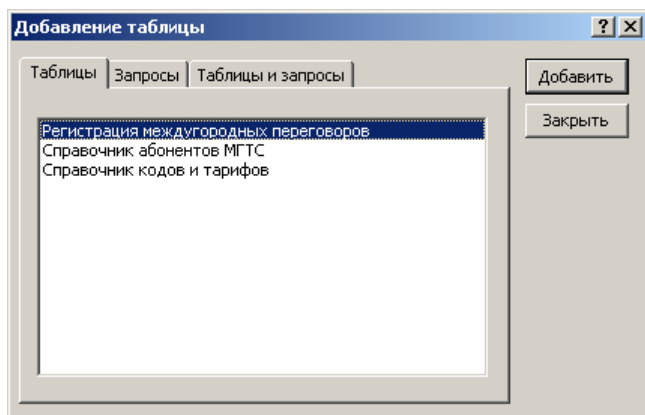 Добавление таблицы
Таблицы Запросы Таблицы и запросы
Добавить
Закрыть
Регистрация междугородных переговоров
Справочник абонентов МГТС
Справочник кодов и тарифов